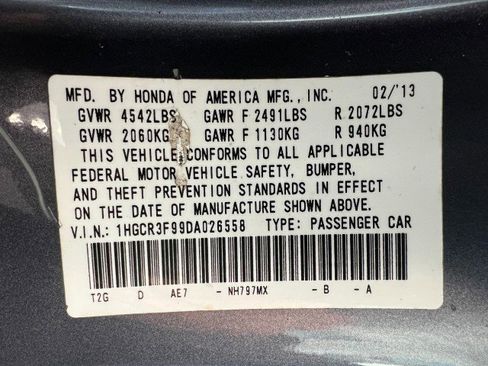 MFD. BY HONDA OF AMERICA MFG., INC. 02/'13
GVWR 4542LBS GAWR F 2491LBS R 2072LBS
GVWR 2060KG GAWR F 1130KG R 940KG
THIS VEHICLE CONFORMS TO ALL APPLICABLE
FEDERAL MOTOR VEHICLE SAFETY, BUMPER,
AND THEFT PREVENTION STANDARDS IN EFFECT
ON THE DATE OF MANUFACTURE SHOWN ABOVE.
V.I.N.: 1HGCR3F99DA026558 TYPE: PASSENGER CAR
T2G D AE7 - NH797MX - B - A